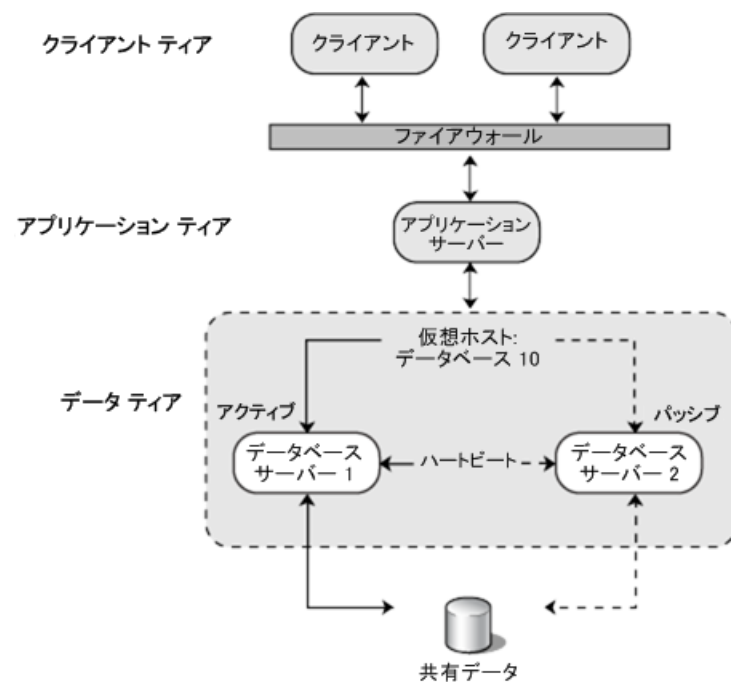 クライアント ティア
クライアント
クライアント
ファイアウォール
アプリケーション ティア
アプリケーション
サーバー
仮想ホスト:
データベース 10
データ ティア
アクティブ
パッシブ
データベース
サーバー 1
ハートビート
データベース
サーバー 2
共有データ